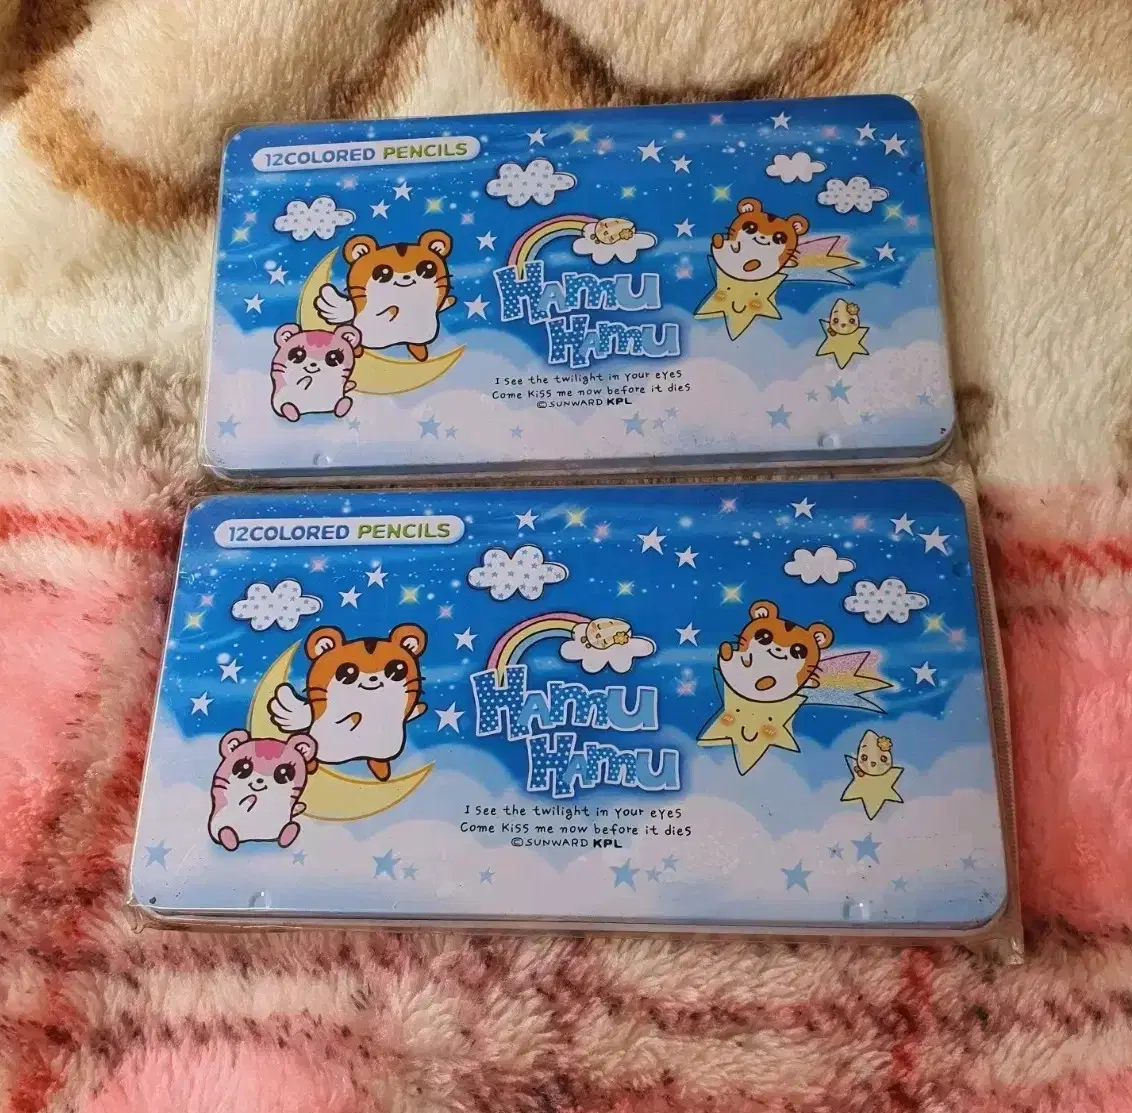 12COLORED PENCILS
HAmu
HAmu
I see the twilight in your eyes
Come Kiss me now before it dies
©SUNWARD KPL
12COLORED PENCILS
HAmu
HAmu
I see the twilight in your eyes
Come Kiss me now before it dies
©SUNWARD KPL